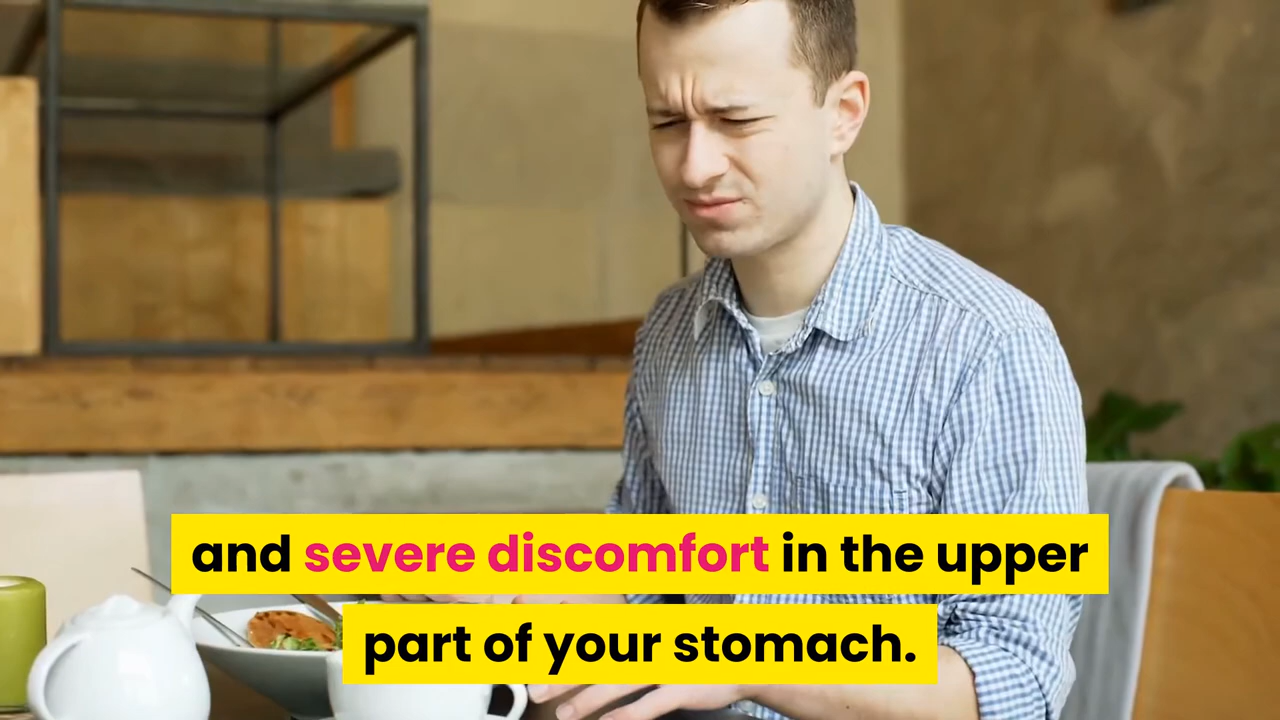 and severe discomfort in the upper
part of your stomach.